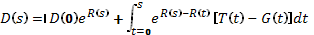 D(s) = D(0)e^{R(s)} + ∫_{t=0}^{s} e^{R(s)−R(t)} [T(t) − G(t)]dt